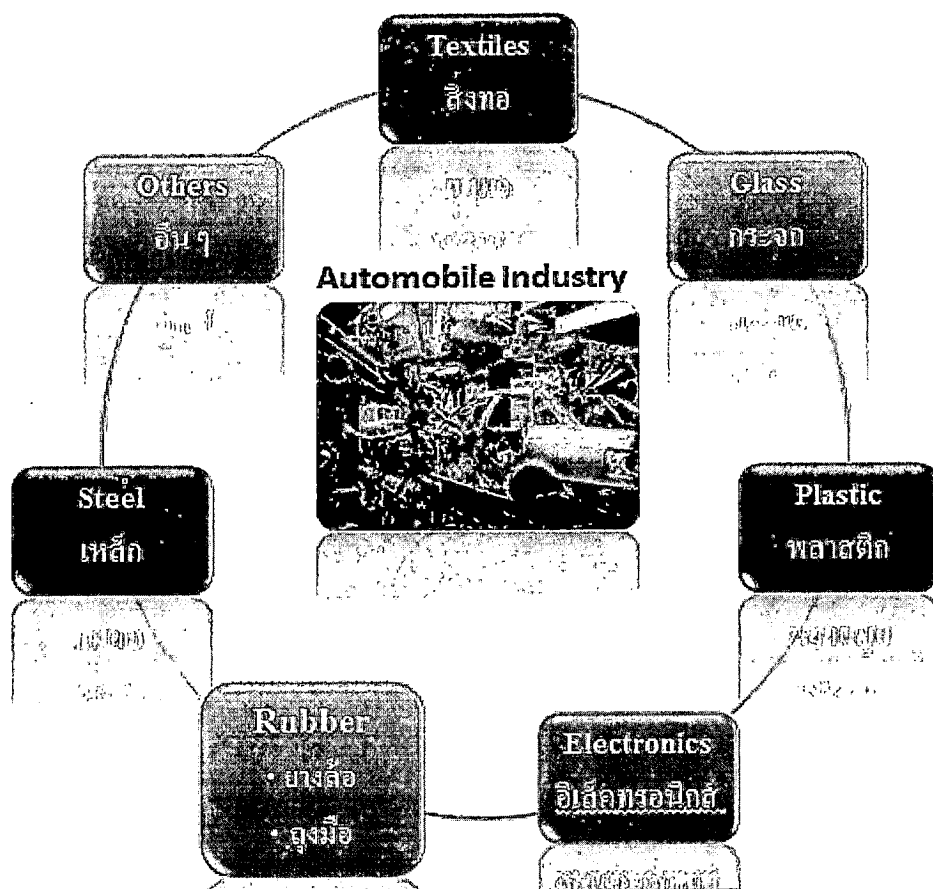 Textiles
สิ่งทอ
Others
อื่น ๆ
Glass
กระจก
Automobile Industry
Steel
เหล็ก
Plastic
พลาสติก
Rubber
• ยางล้อ
• ถุงมือ
Electronics
อิเล็คทรอนิกส์